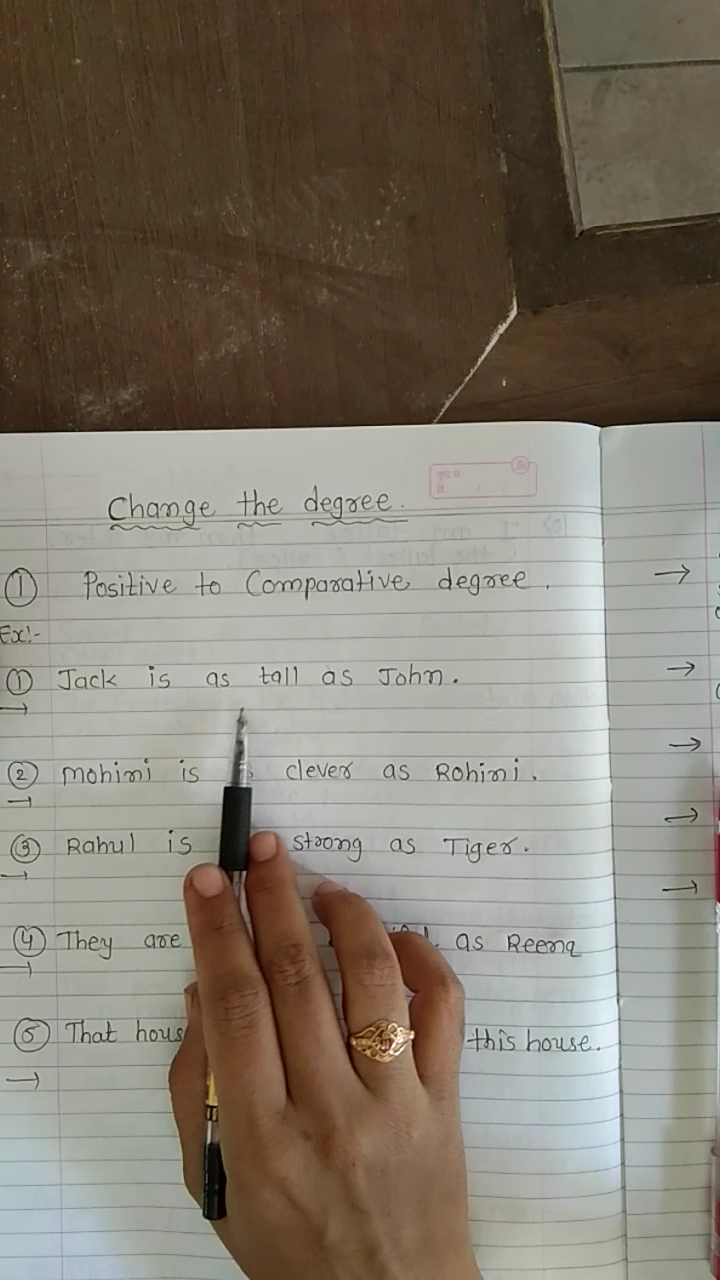 Change the degree.
① Positive to Comparative degree.
Ex:-
① Jack is as tall as John.
② Mohini is clever as Rohini.
③ Rahul is strong as Tiger.
④ They are as Reena
⑤ That this house.